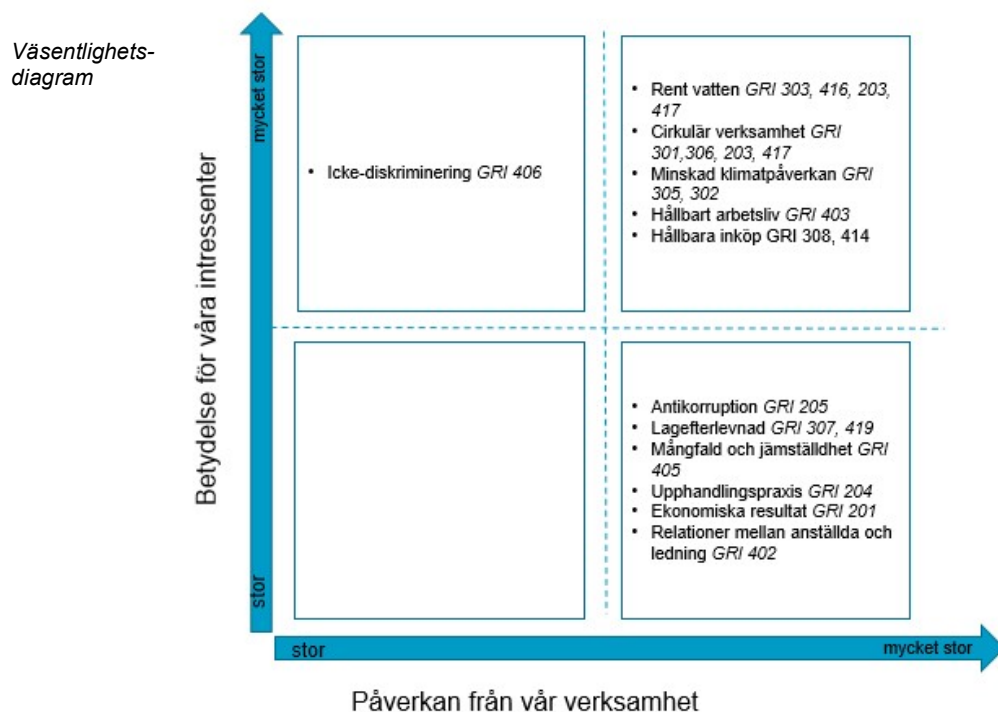 Väsentlighets-
diagram
mycket stor
Betydelse för våra intressenter
stor
• Icke-diskriminering GRI 406
• Rent vatten GRI 303, 416, 203,
417
• Cirkulär verksamhet GRI
301,306, 203, 417
• Minskad klimatpåverkan GRI
305, 302
• Hållbart arbetsliv GRI 403
• Hållbara inköp GRI 308, 414
• Antikorruption GRI 205
• Lagefterlevnad GRI 307, 419
• Mångfald och jämställdhet GRI
405
• Upphandlingspraxis GRI 204
• Ekonomiska resultat GRI 201
• Relationer mellan anställda och
ledning GRI 402
stor
mycket stor
Påverkan från vår verksamhet